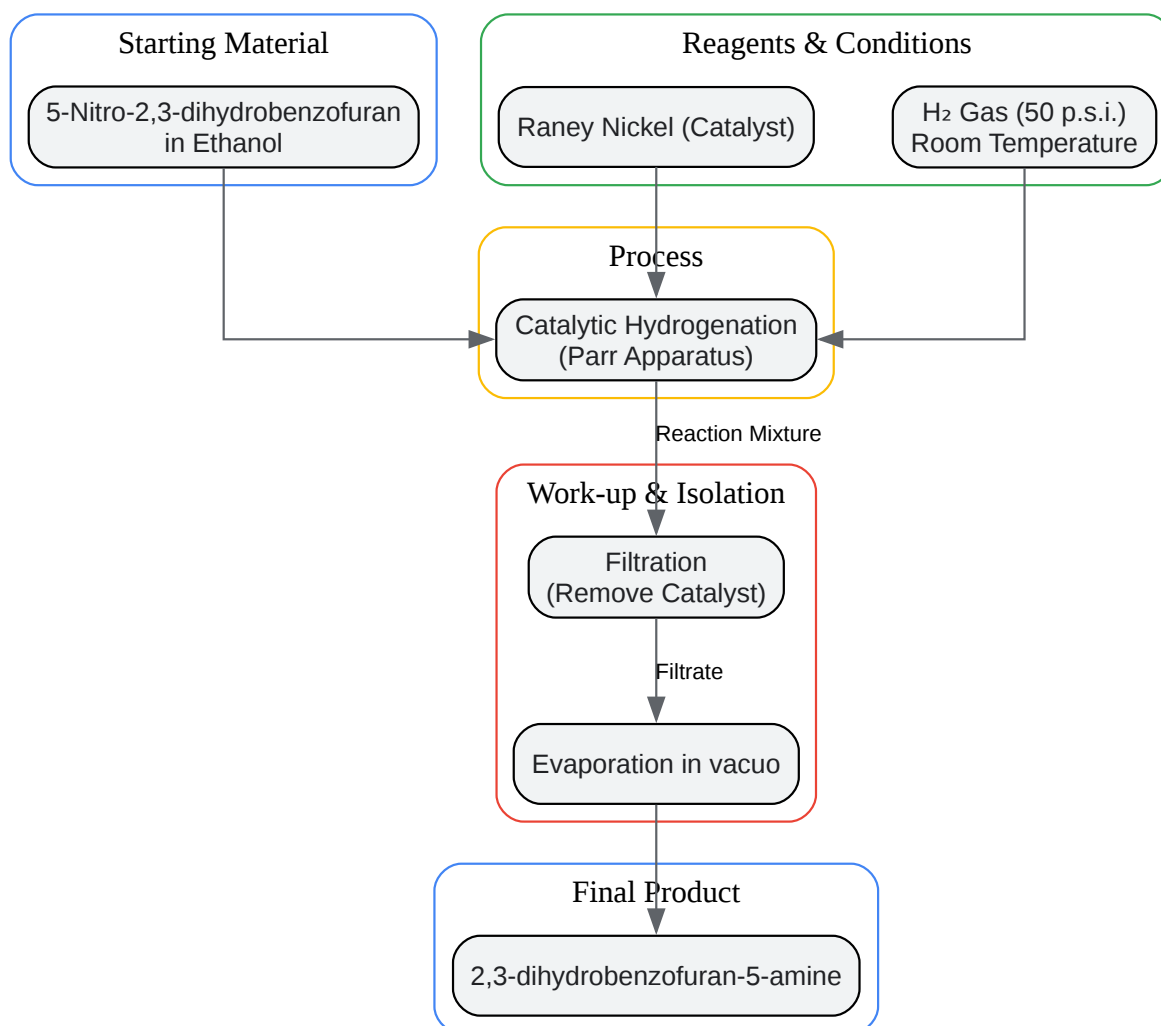 Starting Material
5-Nitro-2,3-dihydrobenzofuran
in Ethanol
Reagents & Conditions
Raney Nickel (Catalyst)
H₂ Gas (50 p.s.i.)
Room Temperature
Process
Catalytic Hydrogenation
(Parr Apparatus)
Reaction Mixture
Work-up & Isolation
Filtration
(Remove Catalyst)
Filtrate
Evaporation in vacuo
Final Product
2,3-dihydrobenzofuran-5-amine